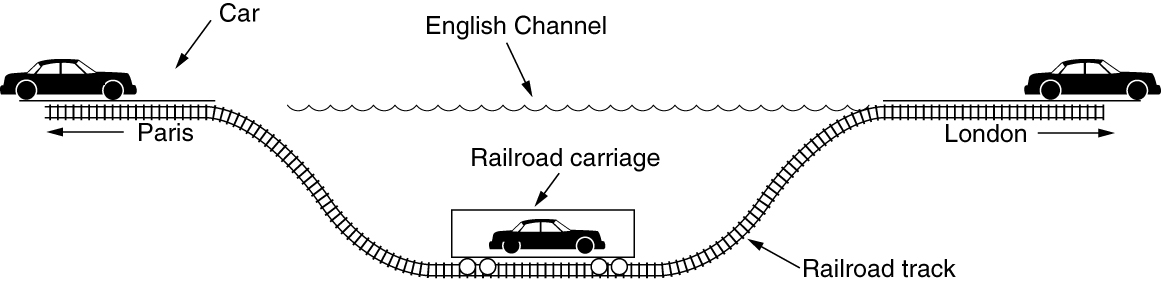 Car
English Channel
Paris
London
Railroad carriage
Railroad track